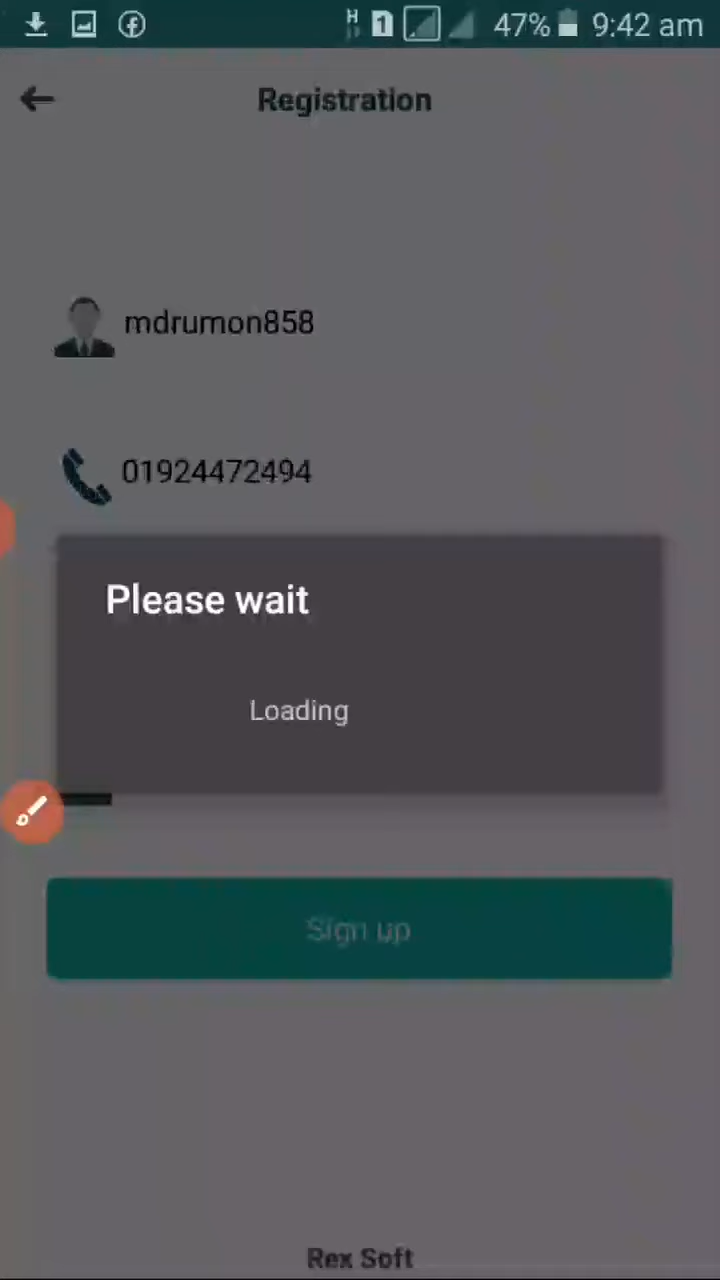 47% 9:42 am
Registration
mdrumon858
01924472494
Please wait
Loading
Sign up
Rex Soft